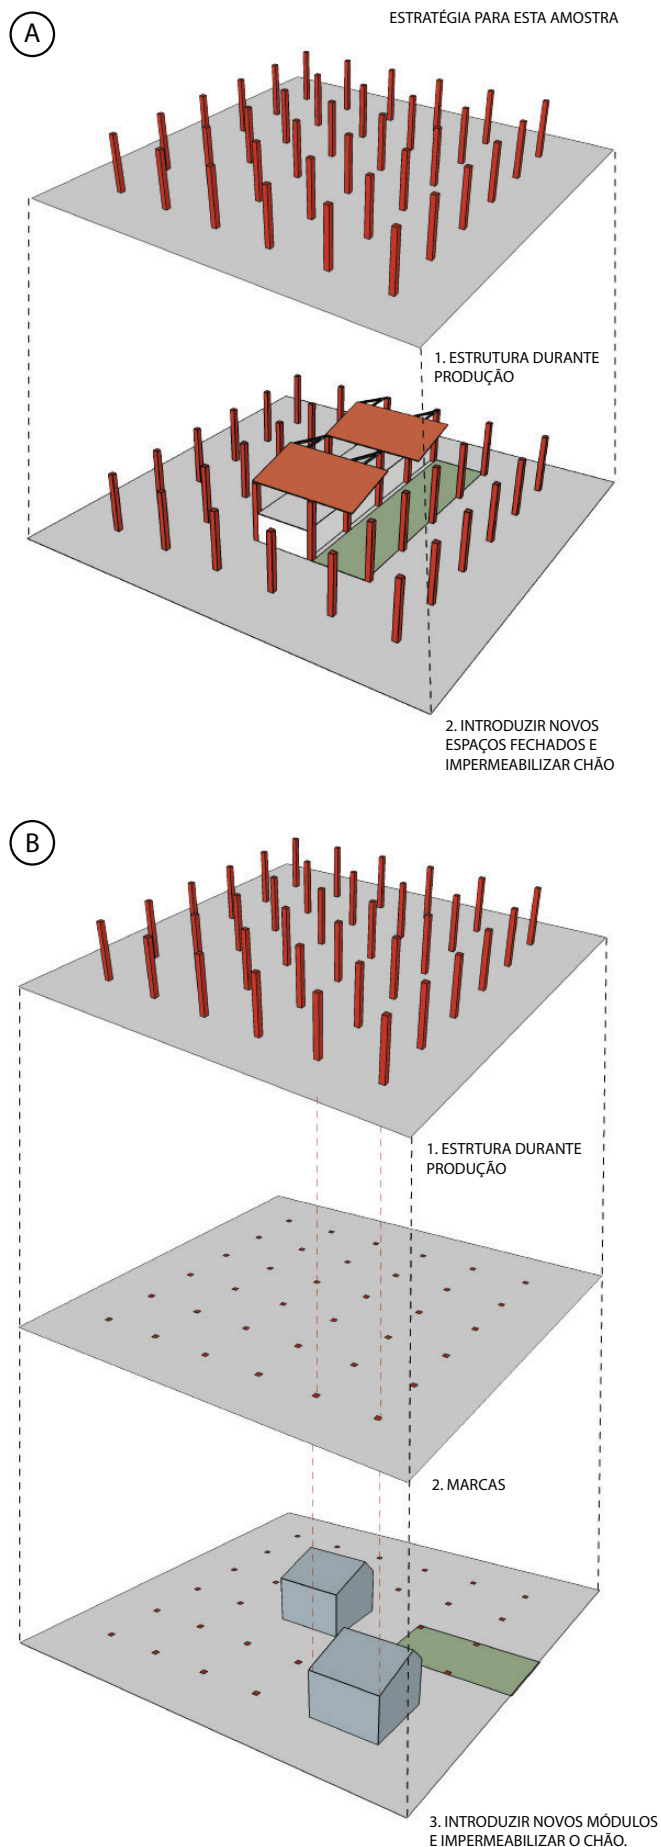 A
ESTRATÉGIA PARA ESTA AMOSTRA
1. ESTRUTURA DURANTE
PRODUÇÃO
2. INTRODUZIR NOVOS
ESPAÇOS FECHADOS E
IMPERMEABILIZAR CHÃO
B
1. ESTRTURA DURANTE
PRODUÇÃO
2. MARCAS
3. INTRODUZIR NOVOS MÓDULOS
E IMPERMEABILIZAR O CHÃO.